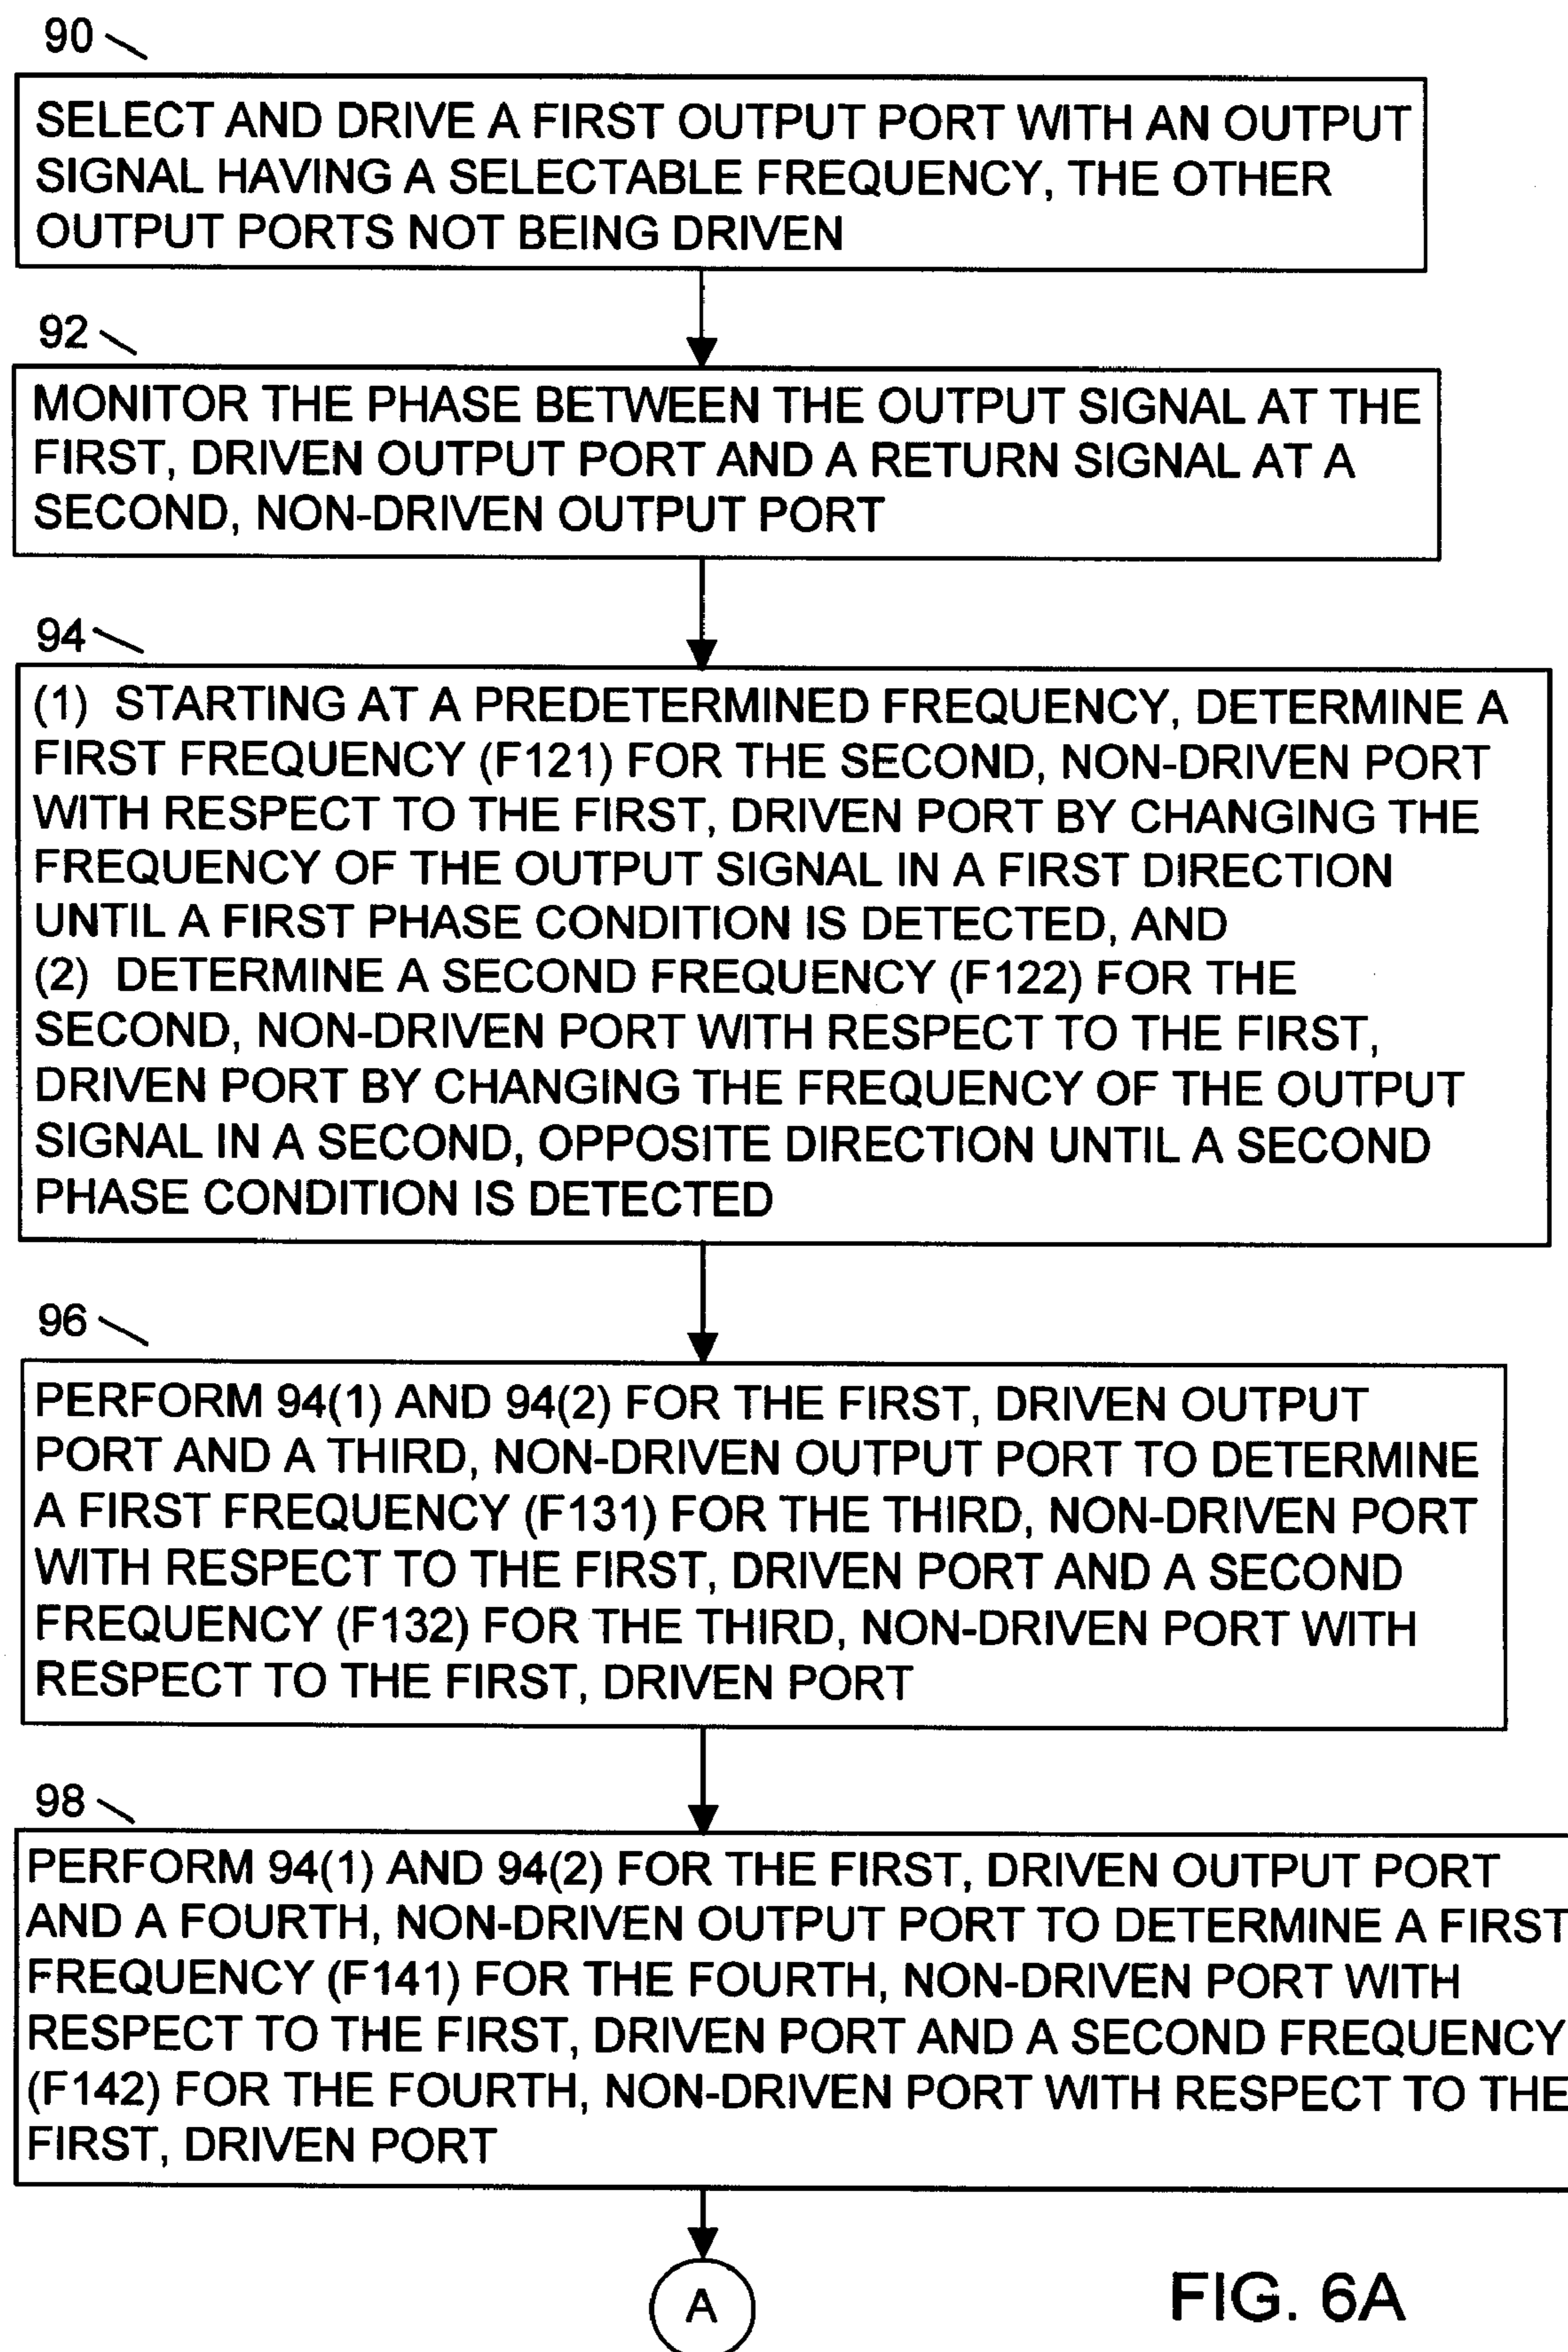 90
SELECT AND DRIVE A FIRST OUTPUT PORT WITH AN OUTPUT
SIGNAL HAVING A SELECTABLE FREQUENCY, THE OTHER
OUTPUT PORTS NOT BEING DRIVEN
92
MONITOR THE PHASE BETWEEN THE OUTPUT SIGNAL AT THE
FIRST, DRIVEN OUTPUT PORT AND A RETURN SIGNAL AT A
SECOND, NON-DRIVEN OUTPUT PORT
94
(1) STARTING AT A PREDETERMINED FREQUENCY, DETERMINE A
FIRST FREQUENCY (F121) FOR THE SECOND, NON-DRIVEN PORT
WITH RESPECT TO THE FIRST, DRIVEN PORT BY CHANGING THE
FREQUENCY OF THE OUTPUT SIGNAL IN A FIRST DIRECTION
UNTIL A FIRST PHASE CONDITION IS DETECTED, AND
(2) DETERMINE A SECOND FREQUENCY (F122) FOR THE
SECOND, NON-DRIVEN PORT WITH RESPECT TO THE FIRST,
DRIVEN PORT BY CHANGING THE FREQUENCY OF THE OUTPUT
SIGNAL IN A SECOND, OPPOSITE DIRECTION UNTIL A SECOND
PHASE CONDITION IS DETECTED
96
PERFORM 94(1) AND 94(2) FOR THE FIRST, DRIVEN OUTPUT
PORT AND A THIRD, NON-DRIVEN OUTPUT PORT TO DETERMINE
A FIRST FREQUENCY (F131) FOR THE THIRD, NON-DRIVEN PORT
WITH RESPECT TO THE FIRST, DRIVEN PORT AND A SECOND
FREQUENCY (F132) FOR THE THIRD, NON-DRIVEN PORT WITH
RESPECT TO THE FIRST, DRIVEN PORT
98
PERFORM 94(1) AND 94(2) FOR THE FIRST, DRIVEN OUTPUT PORT
AND A FOURTH, NON-DRIVEN OUTPUT PORT TO DETERMINE A FIRST
FREQUENCY (F141) FOR THE FOURTH, NON-DRIVEN PORT WITH
RESPECT TO THE FIRST, DRIVEN PORT AND A SECOND FREQUENCY
(F142) FOR THE FOURTH, NON-DRIVEN PORT WITH RESPECT TO THE
FIRST, DRIVEN PORT
A
FIG. 6A